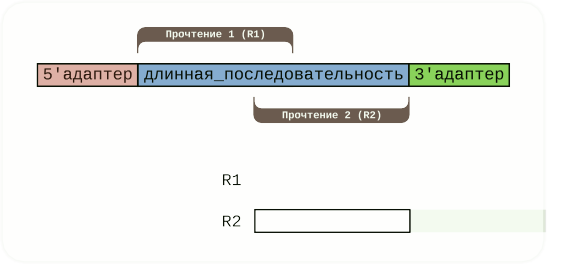 Прочтение 1 (R1)
5'адаптер длинная_последовательность 3'адаптер
Прочтение 2 (R2)
R1
R2